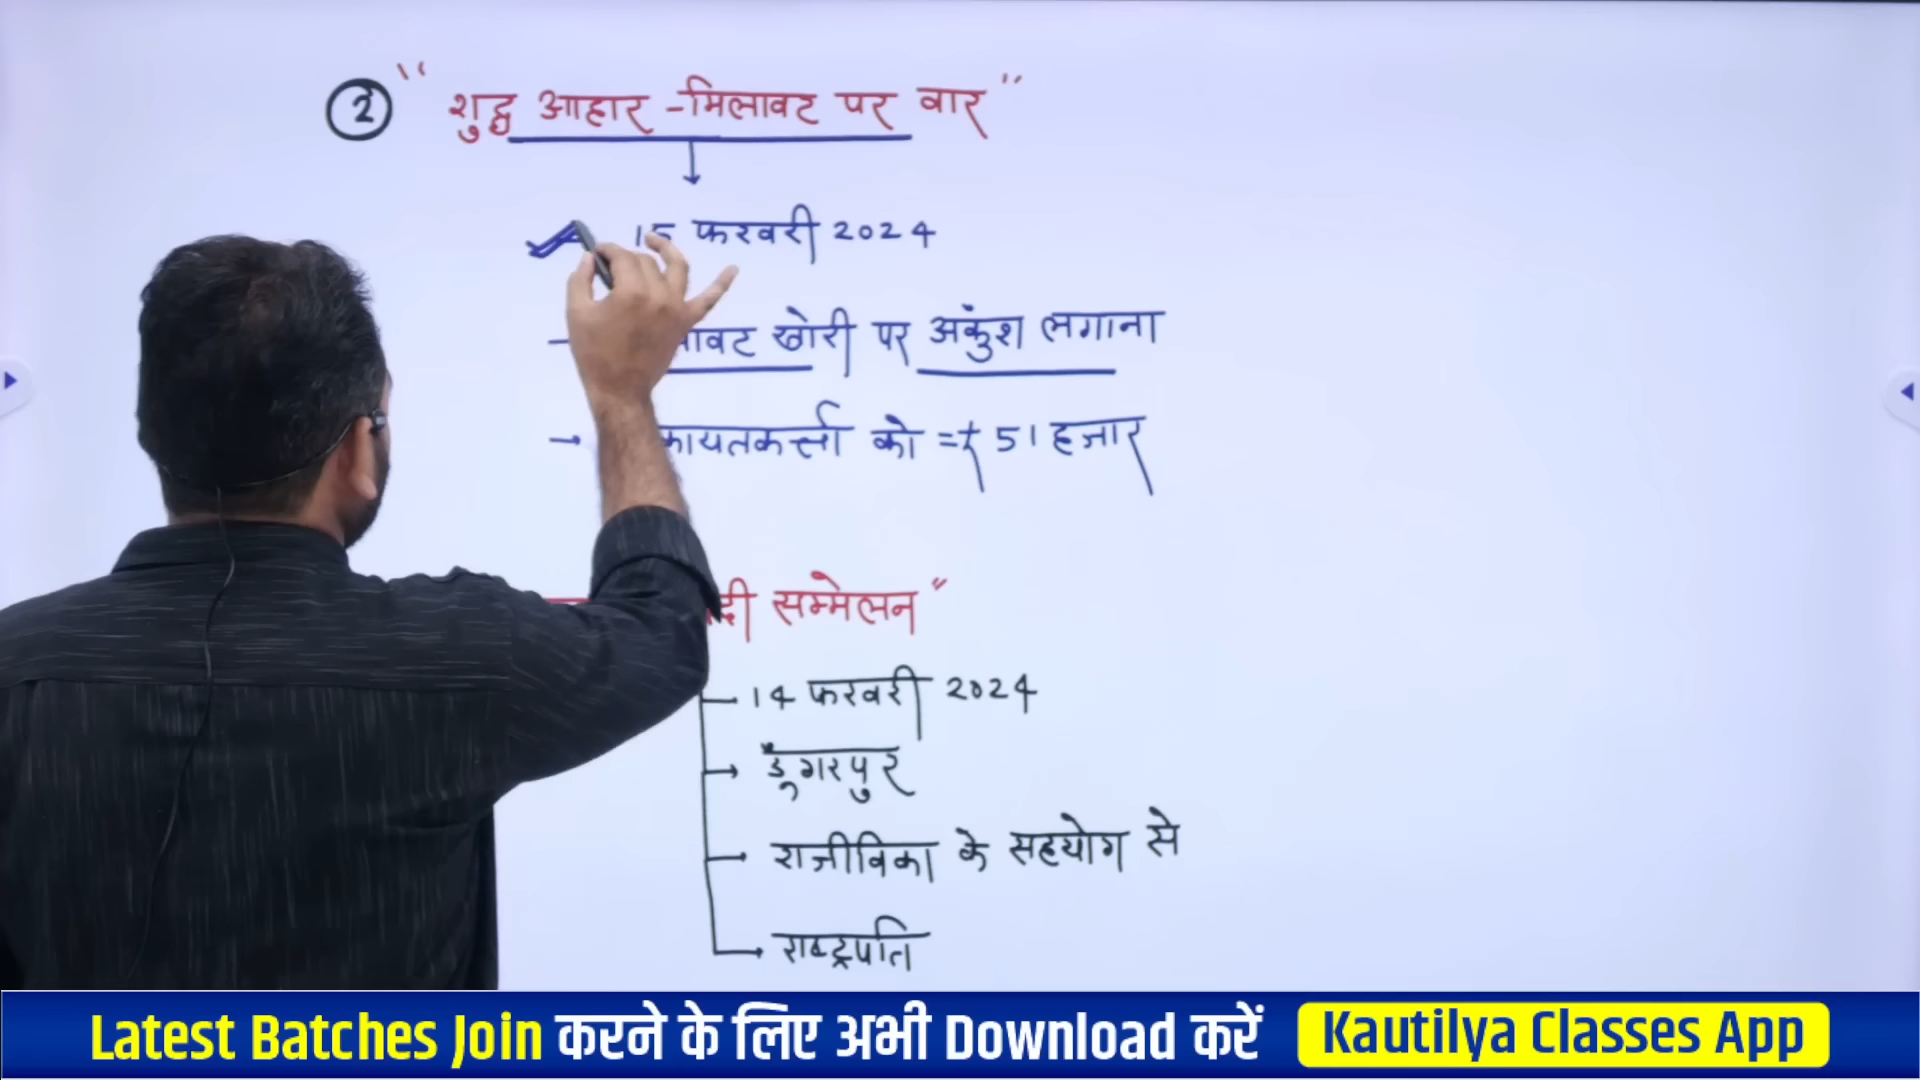 2 "शुद्ध आहार - मिलावट पर वार"
15 फरवरी 2024
खोरी पर अंकुश लगाना
को = ₹ 51 हजार
सम्मेलन"
14 फरवरी 2024
डूंगरपुर
राजीविका के सहयोग से
राष्ट्रपति
Latest Batches Join करने के लिए अभी Download करें Kautilya Classes App